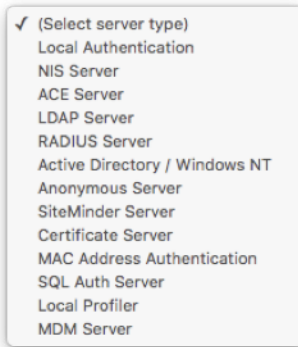 ✓ (Select server type)
Local Authentication
NIS Server
ACE Server
LDAP Server
RADIUS Server
Active Directory / Windows NT
Anonymous Server
SiteMinder Server
Certificate Server
MAC Address Authentication
SQL Auth Server
Local Profiler
MDM Server